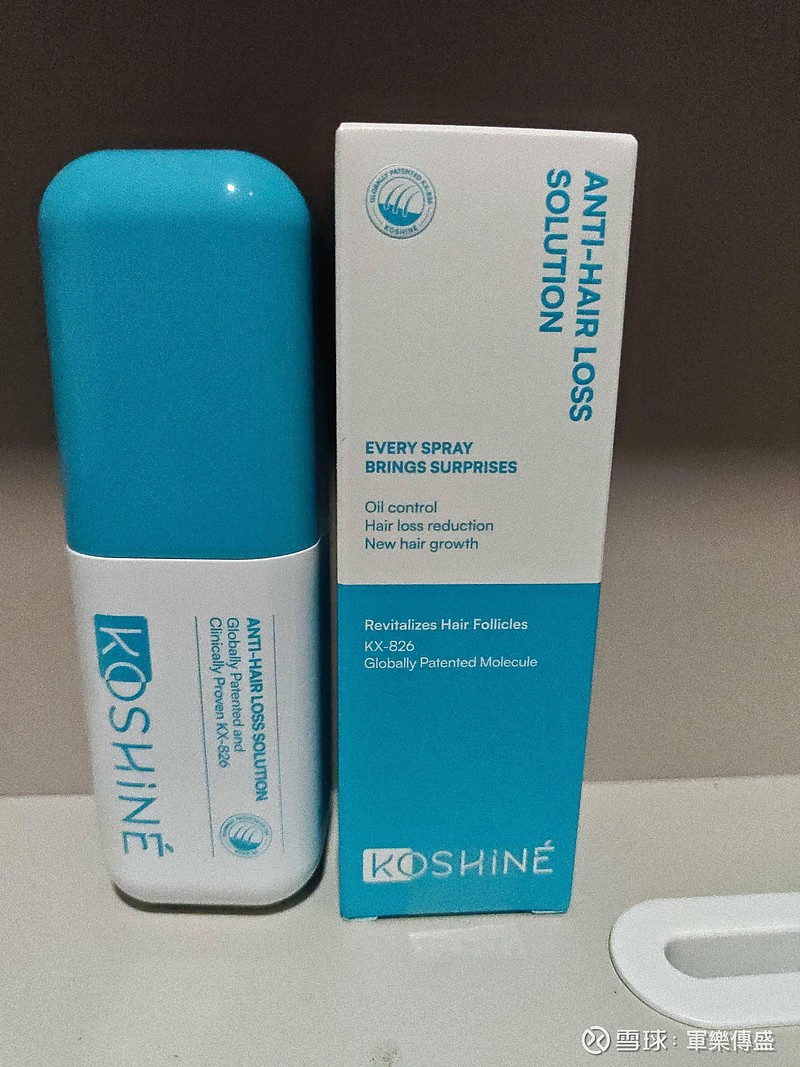 KOSHINÉ
ANTI-HAIR LOSS SOLUTION
Globally Patented and
Clinically Proven KX-826
GLOBALLY PATENTED KX-826
KOSHINÉ
ANTI-HAIR LOSS
SOLUTION
EVERY SPRAY
BRINGS SURPRISES
Oil control
Hair loss reduction
New hair growth
Revitalizes Hair Follicles
KX-826
Globally Patented Molecule
KOSHINÉ
雪球：軍樂傳盛